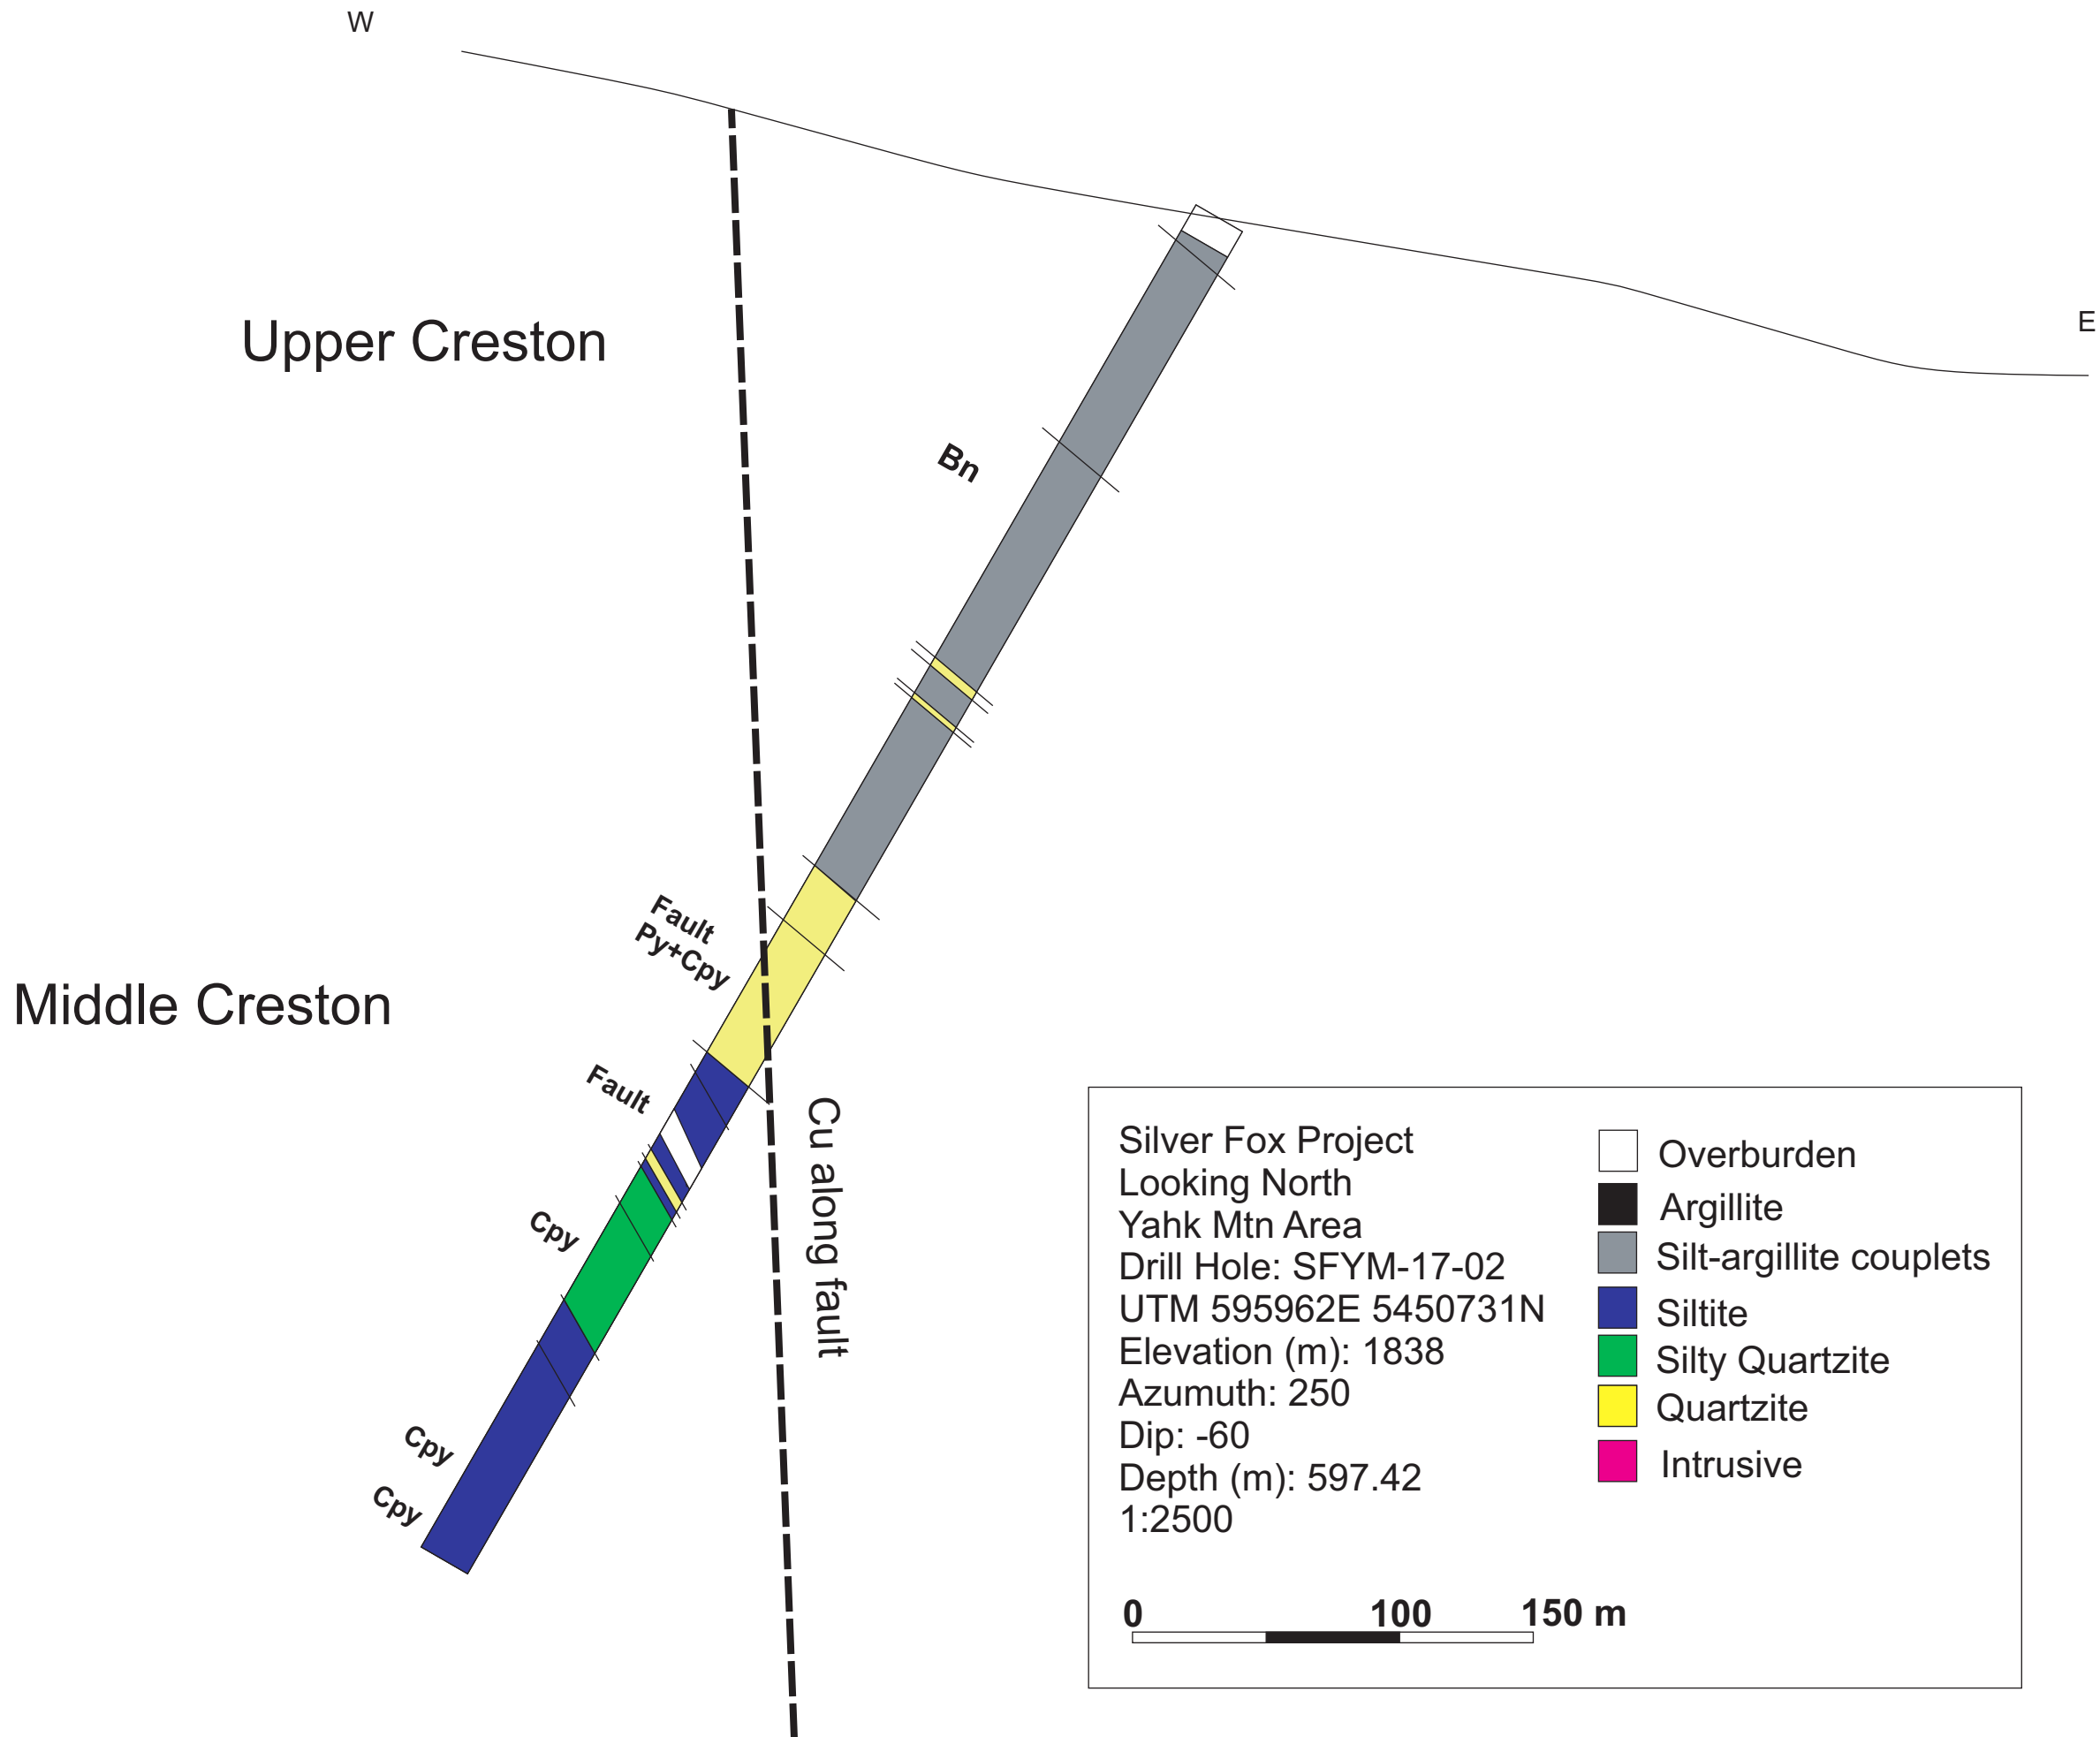 W
E
Upper Creston
Bn
Fault
Py+Cpy
Middle Creston
Fault
Cu along fault
Cpy
Cpy
Cpy
Silver Fox Project
Looking North
Yahk Mtn Area
Drill Hole: SFYM-17-02
UTM 595962E 5450731N
Elevation (m): 1838
Azumuth: 250
Dip: -60
Depth (m): 597.42
1:2500
0 100 150 m
Overburden
Argillite
Silt-argillite couplets
Siltite
Silty Quartzite
Quartzite
Intrusive